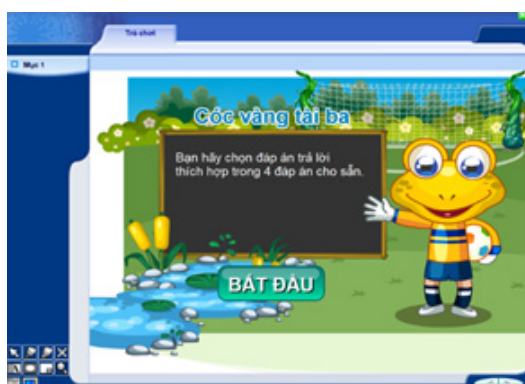 Trò chơi
Mục 1
Cóc vàng tài ba
Bạn hãy chọn đáp án trả lời
thích hợp trong 4 đáp án cho sẵn.
BẮT ĐẦU